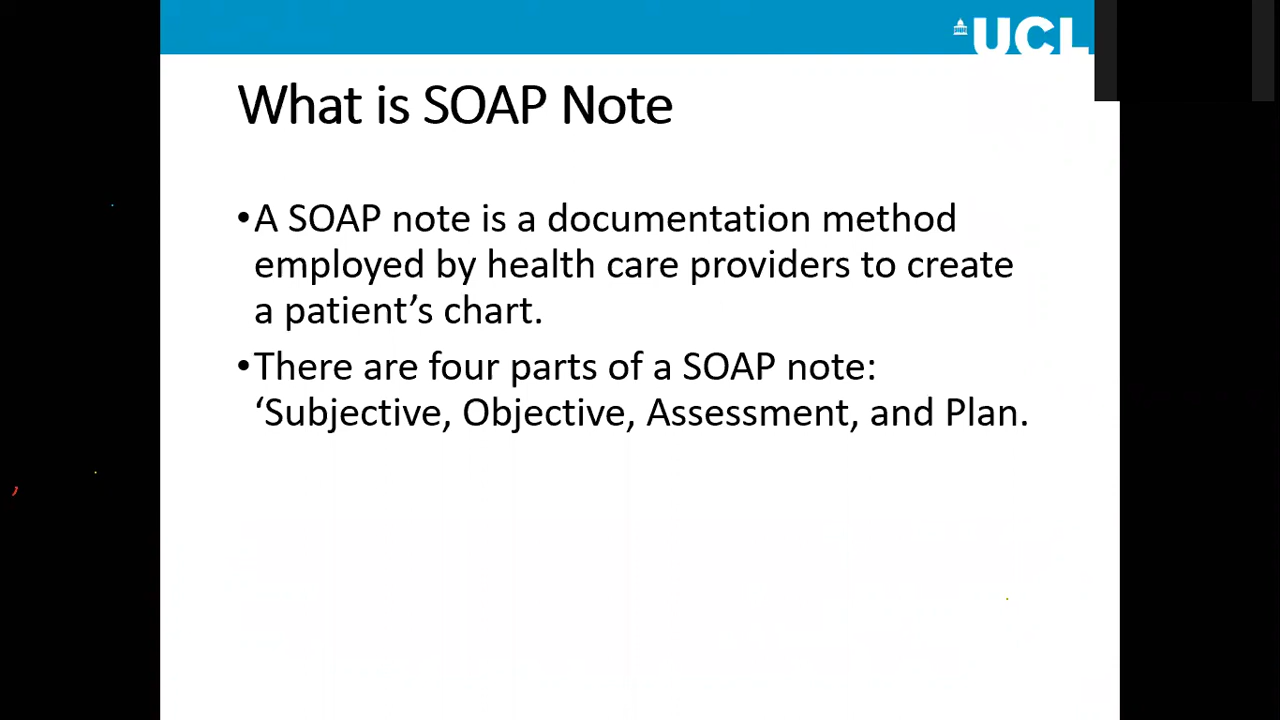 UCL
What is SOAP Note
•A SOAP note is a documentation method
employed by health care providers to create
a patient’s chart.
•There are four parts of a SOAP note:
‘Subjective, Objective, Assessment, and Plan.